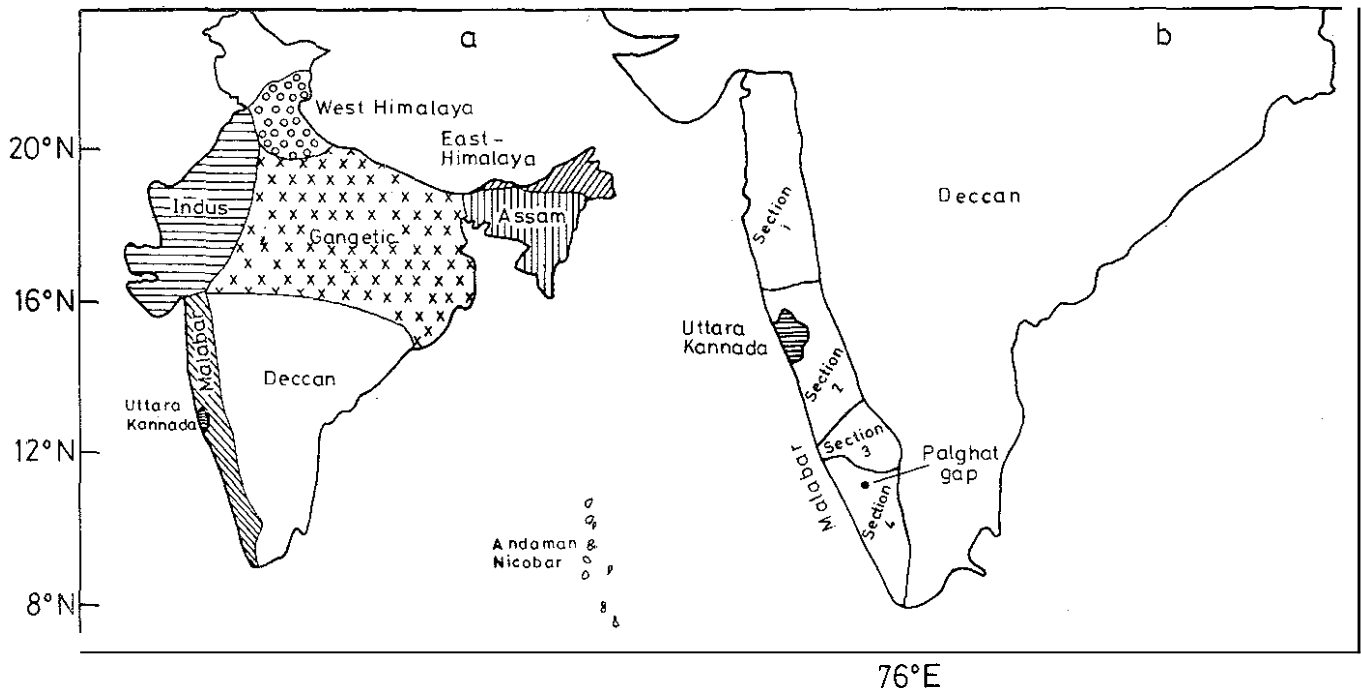 a
West Himalaya
East-
Himalaya
20°N
Indus
Gangetic
Assam
16°N
Malabar
Deccan
Uttara
Kannada
12°N
Andaman
Nicobar
8°N
b
Deccan
Section
1
Uttara
Kannada
Section
2
Section
3
Palghat
gap
Malabar
Section
4
76°E